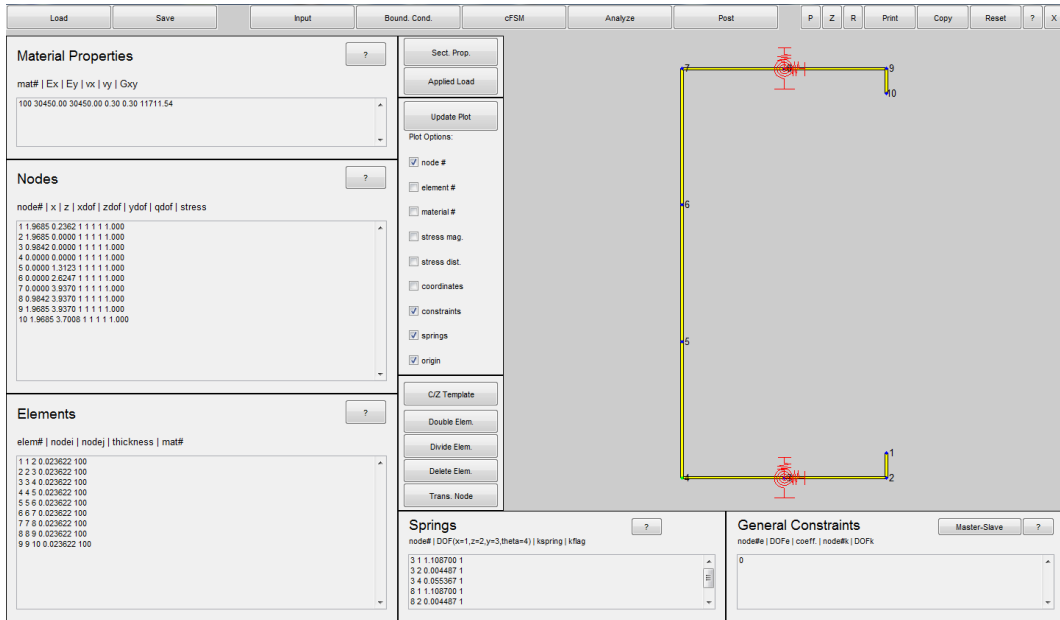 Load Save Input Bound. Cond. cFSM Analyze Post P Z R Print Copy Reset ? X
Material Properties ?
mat# | Ex | Ey | vx | vy | Gxy
100 30450.00 30450.00 0.30 0.30 11711.54
Nodes ?
node# | x | z | xdof | zdof | ydof | qdof | stress
1 1.9685 0.2362 1 1 1 1 1.000
2 1.9685 0.0000 1 1 1 1 1.000
3 0.9842 0.0000 1 1 1 1 1.000
4 0.0000 0.0000 1 1 1 1 1.000
5 0.0000 1.3123 1 1 1 1 1.000
6 0.0000 2.6247 1 1 1 1 1.000
7 0.0000 3.9370 1 1 1 1 1.000
8 0.9842 3.9370 1 1 1 1 1.000
9 1.9685 3.9370 1 1 1 1 1.000
10 1.9685 3.7008 1 1 1 1 1.000
Elements ?
elem# | nodei | nodej | thickness | mat#
1 1 2 0.023622 100
2 2 3 0.023622 100
3 3 4 0.023622 100
4 4 5 0.023622 100
5 5 6 0.023622 100
6 6 7 0.023622 100
7 7 8 0.023622 100
8 8 9 0.023622 100
9 9 10 0.023622 100
Sect. Prop.
Applied Load
Update Plot
Plot Options:
node #
element #
material #
stress mag.
stress dist.
coordinates
constraints
springs
origin
C/Z Template
Double Elem.
Divide Elem.
Delete Elem.
Trans. Node
7
9
10
6
5
1
4
2
Springs ?
node# | DOF(x=1,z=2,y=3,theta=4) | kspring | kflag
3 1 1.108700 1
3 2 0.004487 1
3 4 0.055367 1
8 1 1.108700 1
8 2 0.004487 1
General Constraints Master-Slave ?
node#e | DOFe | coeff. | node#k | DOFk
0